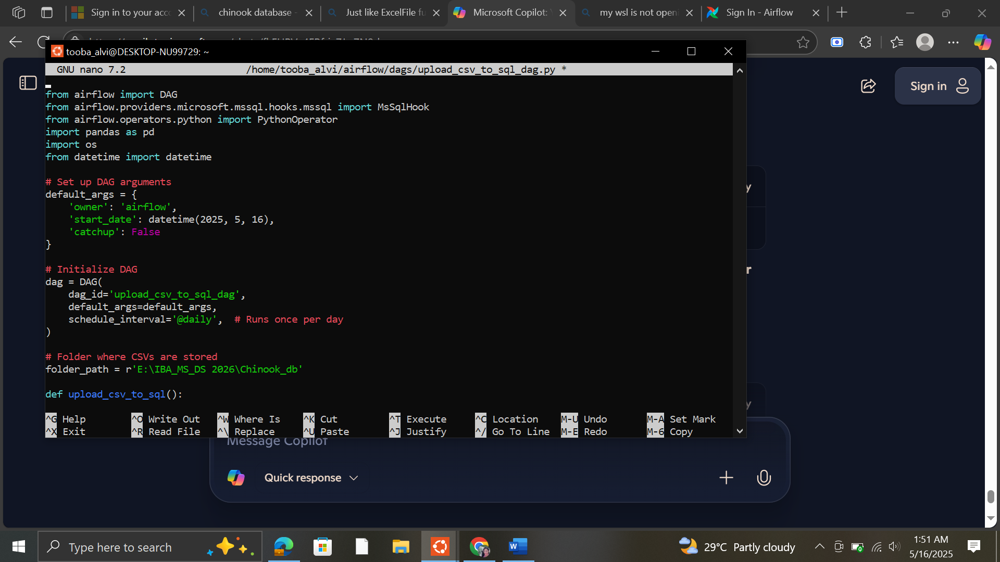 Sign in to your acc
chinook database -
Just like ExcelFile fu
Microsoft Copilot: Y
my wsl is not openi
Sign In - Airflow
tooba_alvi@DESKTOP-NU99729: ~
GNU nano 7.2 /home/tooba_alvi/airflow/dags/upload_csv_to_sql_dag.py *
from airflow import DAG
from airflow.providers.microsoft.mssql.hooks.mssql import MsSqlHook
from airflow.operators.python import PythonOperator
import pandas as pd
import os
from datetime import datetime
# Set up DAG arguments
default_args = {
    'owner': 'airflow',
    'start_date': datetime(2025, 5, 16),
    'catchup': False
}
# Initialize DAG
dag = DAG(
    dag_id='upload_csv_to_sql_dag',
    default_args=default_args,
    schedule_interval='@daily',  # Runs once per day
)
# Folder where CSVs are stored
folder_path = r'E:\IBA_MS_DS 2026\Chinook_db'
def upload_csv_to_sql():
^G Help ^O Write Out ^W Where Is ^K Cut ^T Execute ^C Location M-U Undo M-A Set Mark
^X Exit ^R Read File ^\ Replace ^U Paste ^J Justify ^/ Go To Line M-E Redo M-6 Copy
Sign in
y
r
y
Message Copilot
Quick response
Type here to search
W
29°C Partly cloudy
1:51 AM
5/16/2025